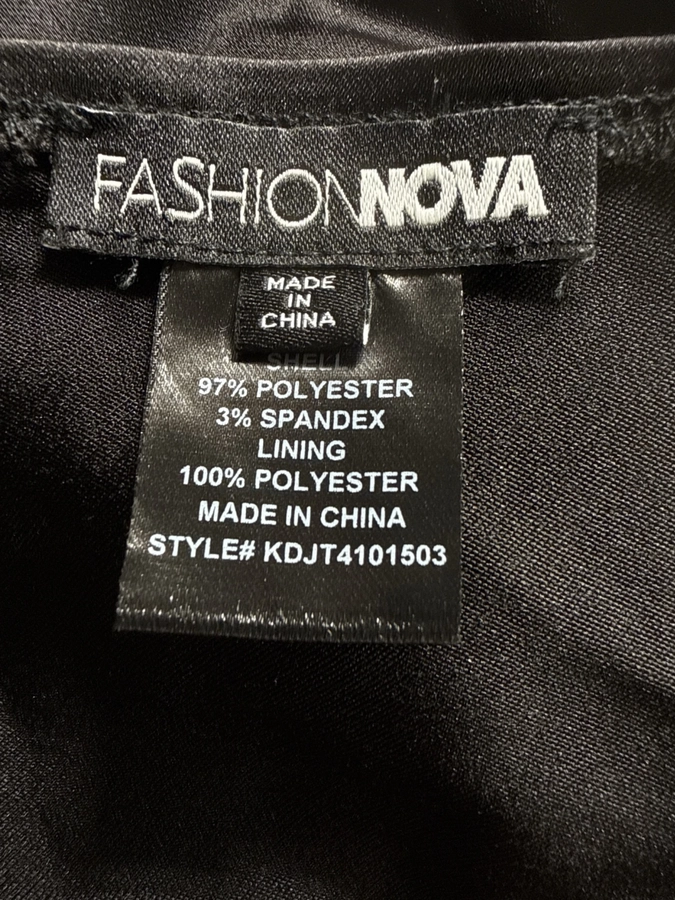 FASHIONNOVA
MADE
IN
CHINA
SHELL
97% POLYESTER
3% SPANDEX
LINING
100% POLYESTER
MADE IN CHINA
STYLE# KDJT4101503